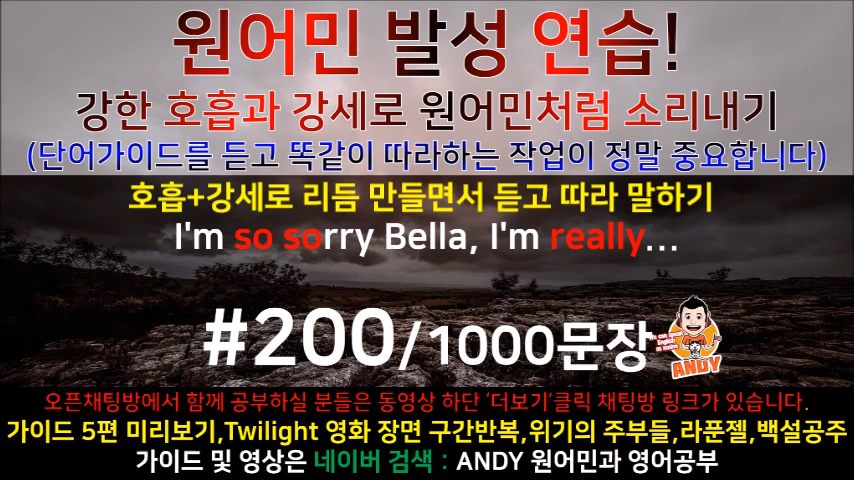 원어민 발성 연습!
강한 호흡과 강세로 원어민처럼 소리내기
(단어가이드를 듣고 똑같이 따라하는 작업이 정말 중요합니다)
호흡+강세로 리듬 만들면서 듣고 따라 말하기
I'm so sorry Bella, I'm really...
#200/1000문장
ANDY
오픈채팅방에서 함께 공부하실 분들은 동영상 하단 '더보기'클릭 채팅방 링크가 있습니다.
가이드 5편 미리보기,Twilight 영화 장면 구간반복,위기의 주부들,라푼젤,백설공주
가이드 및 영상은 네이버 검색 : ANDY 원어민과 영어공부